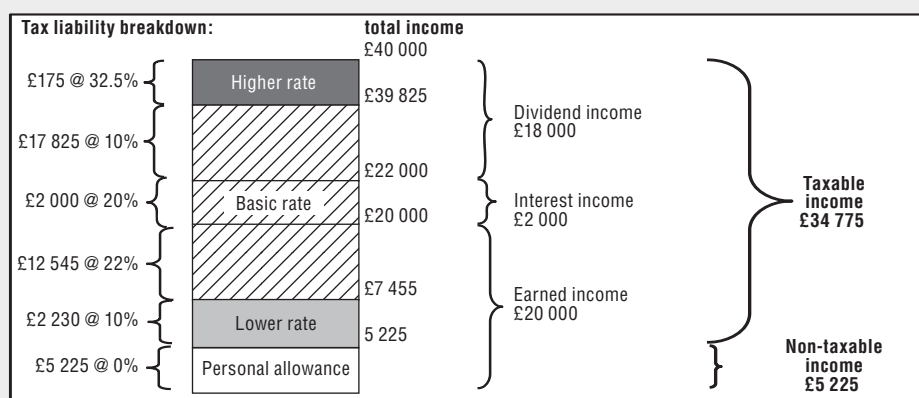 Tax liability breakdown:
total income
£40 000
£175 @ 32.5%
Higher rate
£39 825
£17 825 @ 10%
Dividend income
£18 000
£22 000
£2 000 @ 20%
Basic rate
£20 000
Interest income
£2 000
Taxable
income
£34 775
£12 545 @ 22%
£7 455
Earned income
£20 000
£2 230 @ 10%
Lower rate
5 225
£5 225 @ 0%
Personal allowance
Non-taxable
income
£5 225